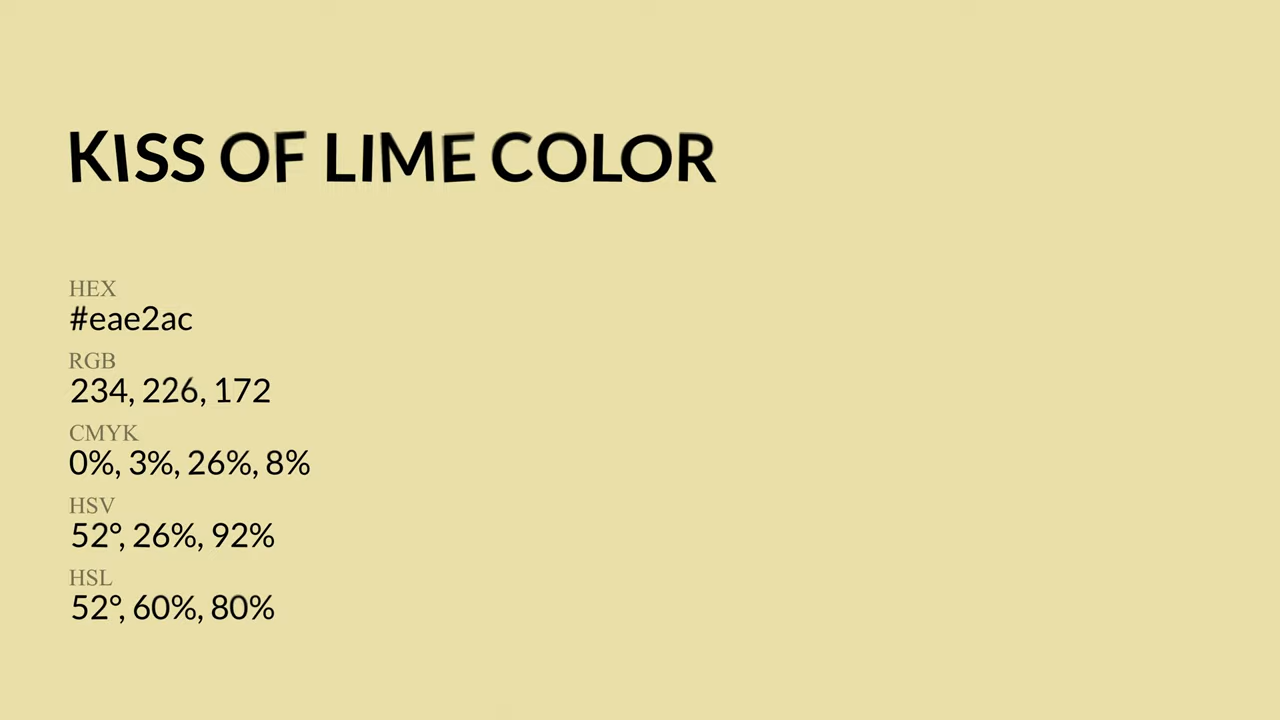 KISS OF LIME COLOR
HEX
#eae2ac
RGB
234, 226, 172
CMYK
0%, 3%, 26%, 8%
HSV
52°, 26%, 92%
HSL
52°, 60%, 80%